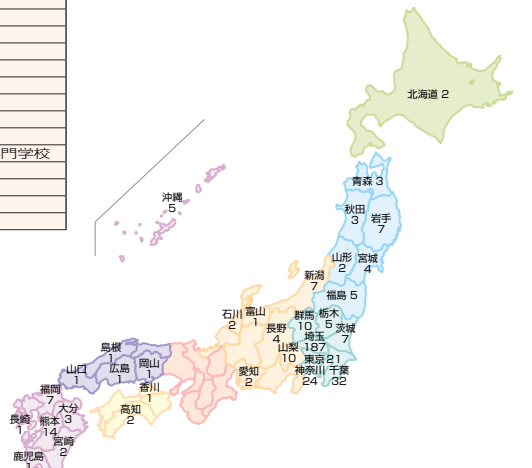 門学校
北海道 2
沖縄
5
青森 3
秋田
3
岩手
7
山形
2
宮城
4
新潟
7
福島 5
石川
2
富山
1
群馬
10
栃木
5
茨城
7
長野
4
埼玉
187
山梨
10
東京21
神奈川
24
千葉
32
愛知
2
島根
1
山口
1
広島
1
岡山
1
香川
1
高知
2
福岡
7
大分
3
長崎
1
熊本
14
宮崎
2
鹿児島
1